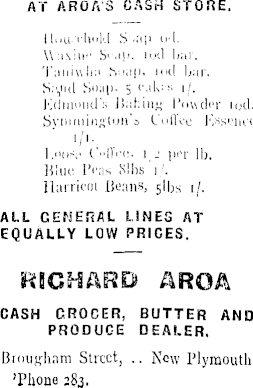 AT AROA'S CASH STORE.
Household Soap 6d.
Waxine Soap, 10d bar.
Taniwha Soap, 10d bar.
Sand Soap, 5 cakes 1/.
Edmond's Baking Powder 10d.
Symmington's Coffee Essence
1/1.
Loose Coffee, 1/2 per lb.
Blue Peas 8lbs 1/.
Harricot Beans, 5lbs 1/.
ALL GENERAL LINES AT
EQUALLY LOW PRICES.
RICHARD AROA
CASH GROCER, BUTTER AND
PRODUCE DEALER,
Brougham Street, .. New Plymouth
'Phone 283.